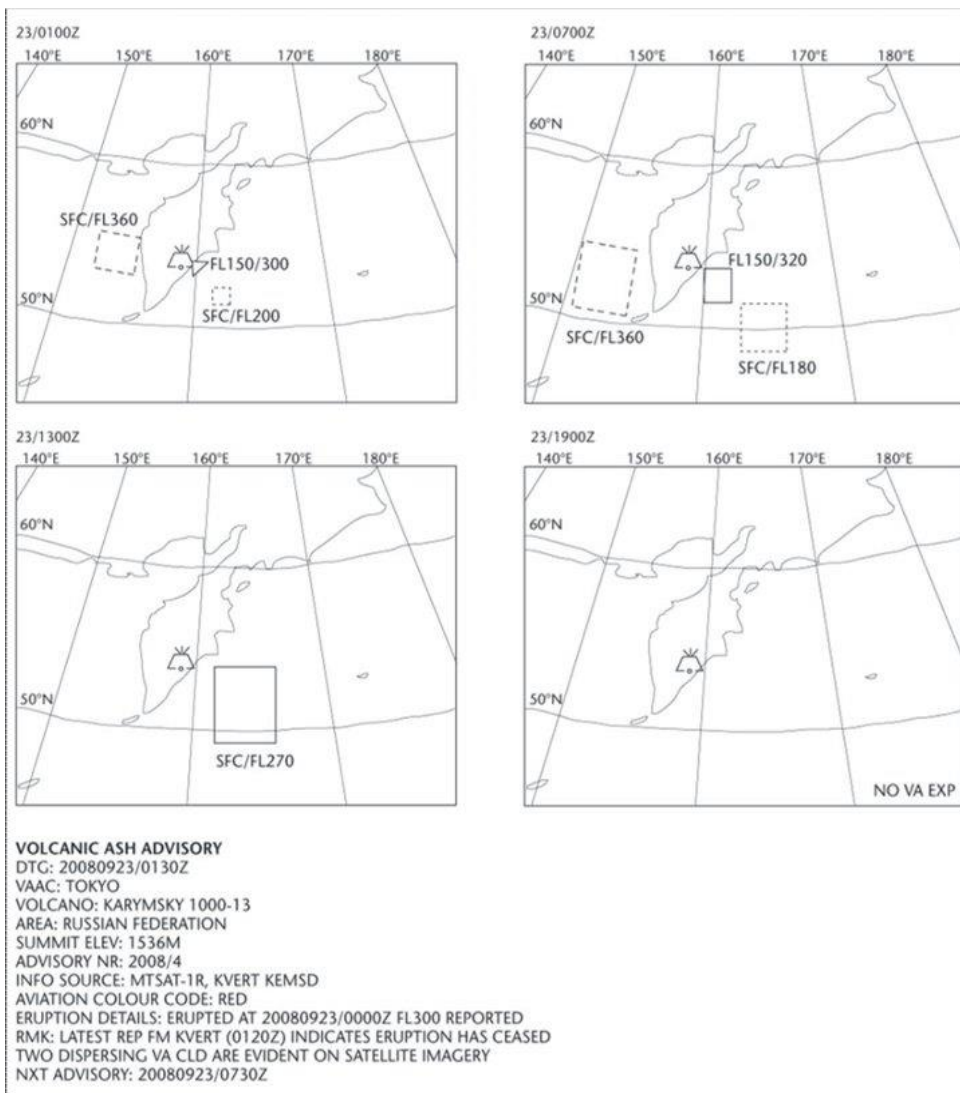 23/0100Z
140°E 150°E 160°E 170°E 180°E
60°N
SFC/FL360
FL150/300
50°N
SFC/FL200
23/0700Z
140°E 150°E 160°E 170°E 180°E
60°N
FL150/320
50°N
SFC/FL360
SFC/FL180
23/1300Z
140°E 150°E 160°E 170°E 180°E
60°N
50°N
SFC/FL270
23/1900Z
140°E 150°E 160°E 170°E 180°E
60°N
50°N
NO VA EXP
VOLCANIC ASH ADVISORY
DTG: 20080923/0130Z
VAAC: TOKYO
VOLCANO: KARYMSKY 1000-13
AREA: RUSSIAN FEDERATION
SUMMIT ELEV: 1536M
ADVISORY NR: 2008/4
INFO SOURCE: MTSAT-1R, KVERT KEMSD
AVIATION COLOUR CODE: RED
ERUPTION DETAILS: ERUPTED AT 20080923/0000Z FL300 REPORTED
RMK: LATEST REP FM KVERT (0120Z) INDICATES ERUPTION HAS CEASED
TWO DISPERSING VA CLD ARE EVIDENT ON SATELLITE IMAGERY
NXT ADVISORY: 20080923/0730Z